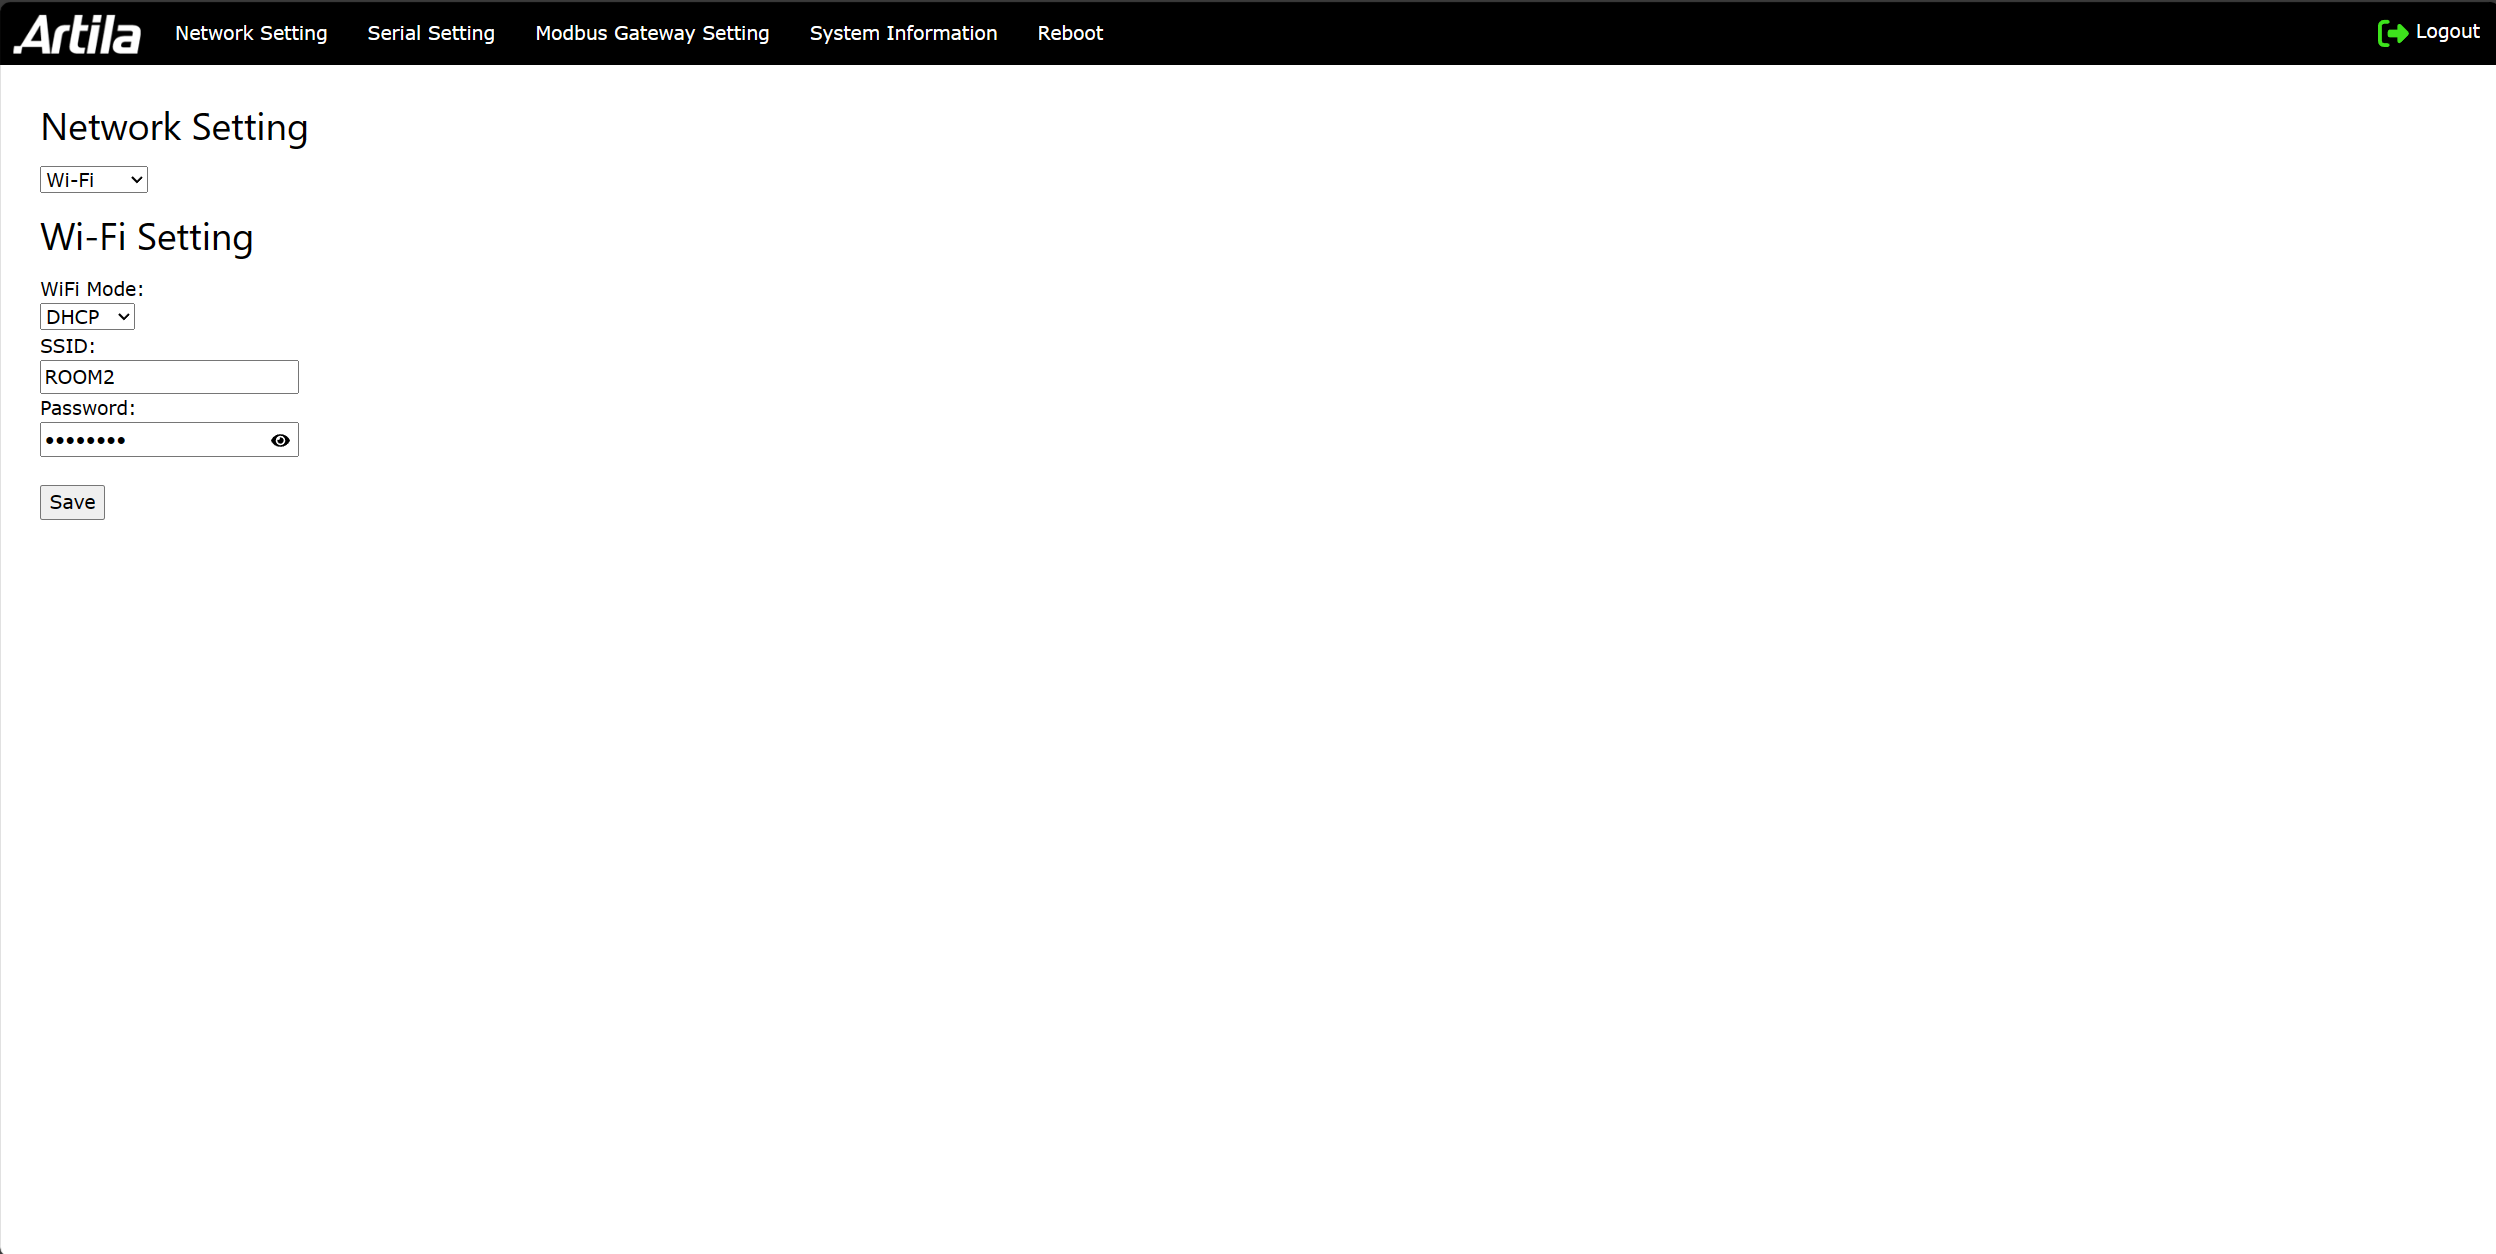 Artila Network Setting Serial Setting Modbus Gateway Setting System Information Reboot Logout
Network Setting
Wi-Fi
Wi-Fi Setting
WiFi Mode:
DHCP
SSID:
ROOM2
Password:
••••••••
Save